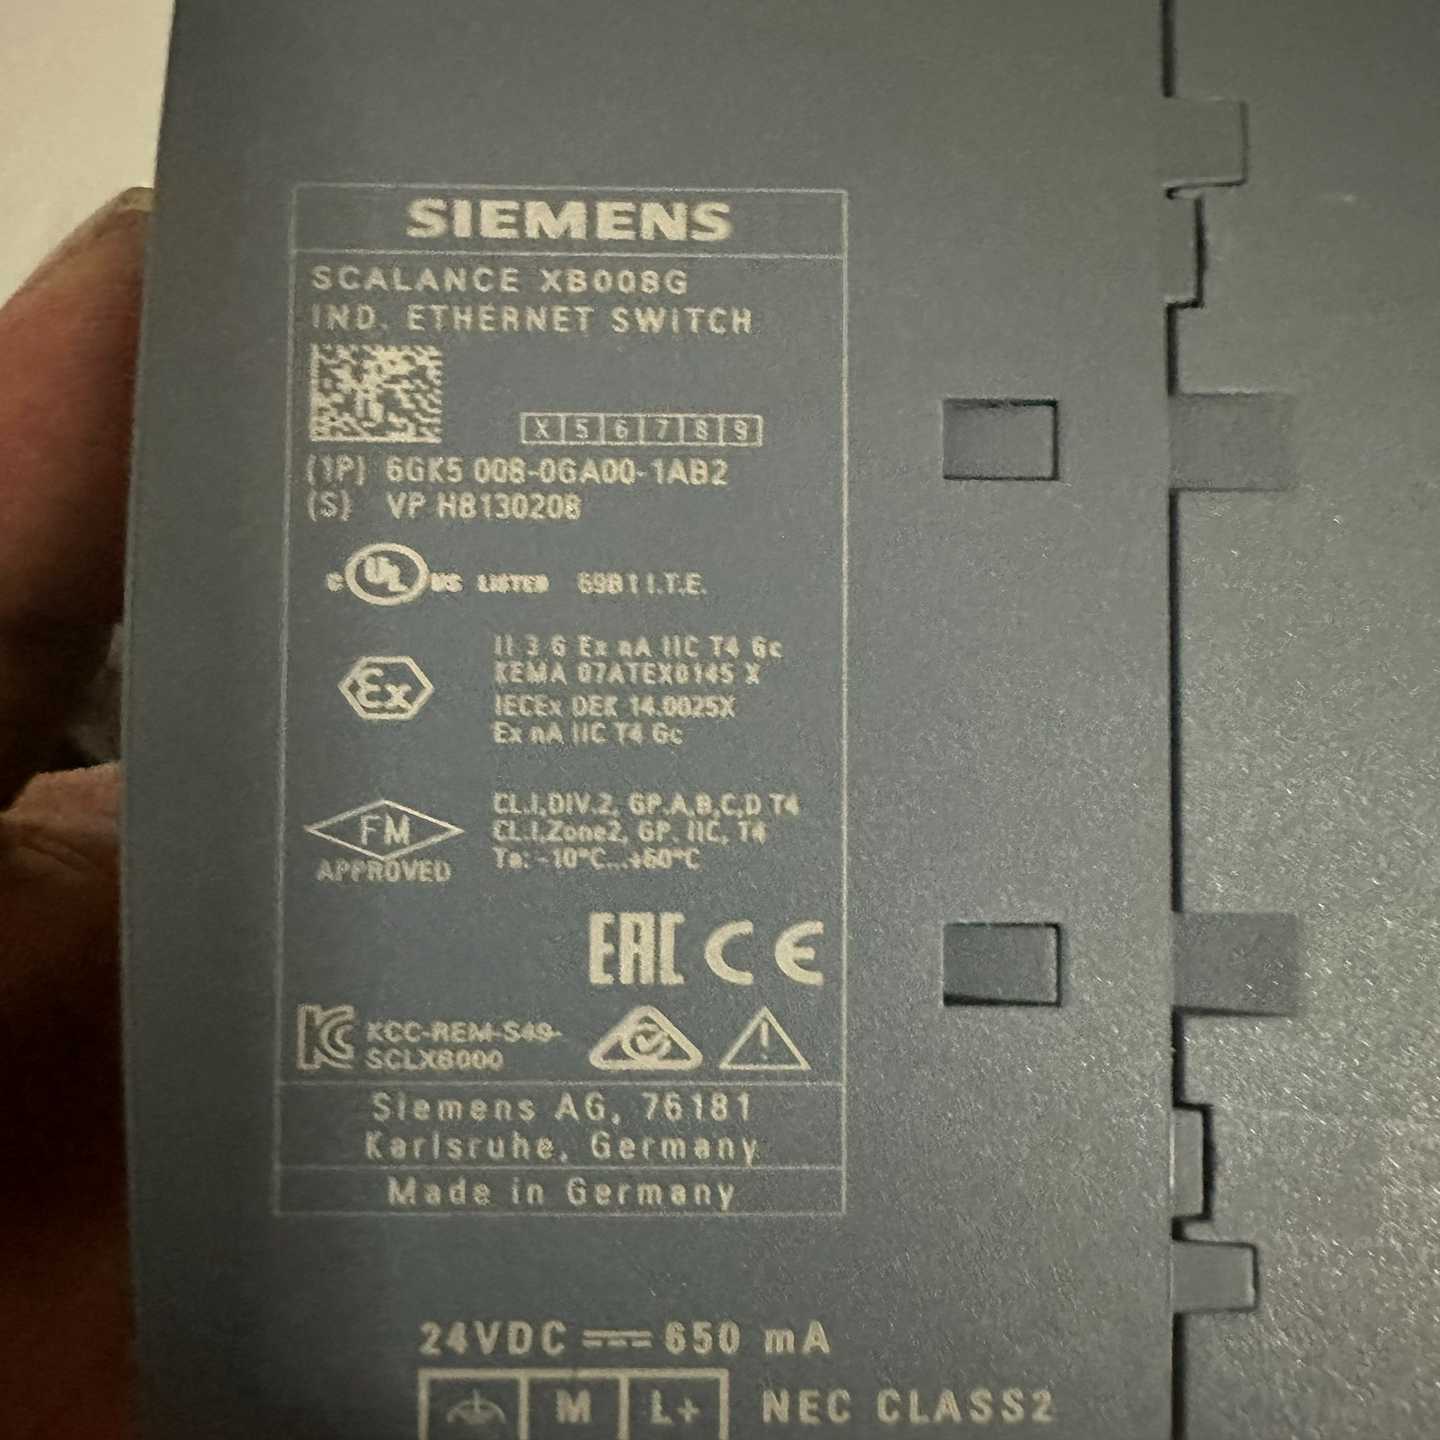 SIEMENS
SCALANCE XB008G
IND. ETHERNET SWITCH
X 5 6 7 8 9
(1P) 6GK5 008-0GA00-1AB2
(S) VP H8130208
C UL US LISTED 69B1 I.T.E.
Ex
II 3 G Ex nA IIC T4 Gc
KEMA 07ATEX0145 X
IECEx DEK 14.0025X
Ex nA IIC T4 Gc
FM
APPROVED
CL.I,DIV.2, GP.A,B,C,D T4
CL.I,Zone2, GP. IIC, T4
Ta: -10°C...+60°C
EAC CE
KC KCC-REM-S49-
SCLXB000
Siemens AG, 76181
Karlsruhe, Germany
Made in Germany
24VDC 650 mA
M L+ NEC CLASS2